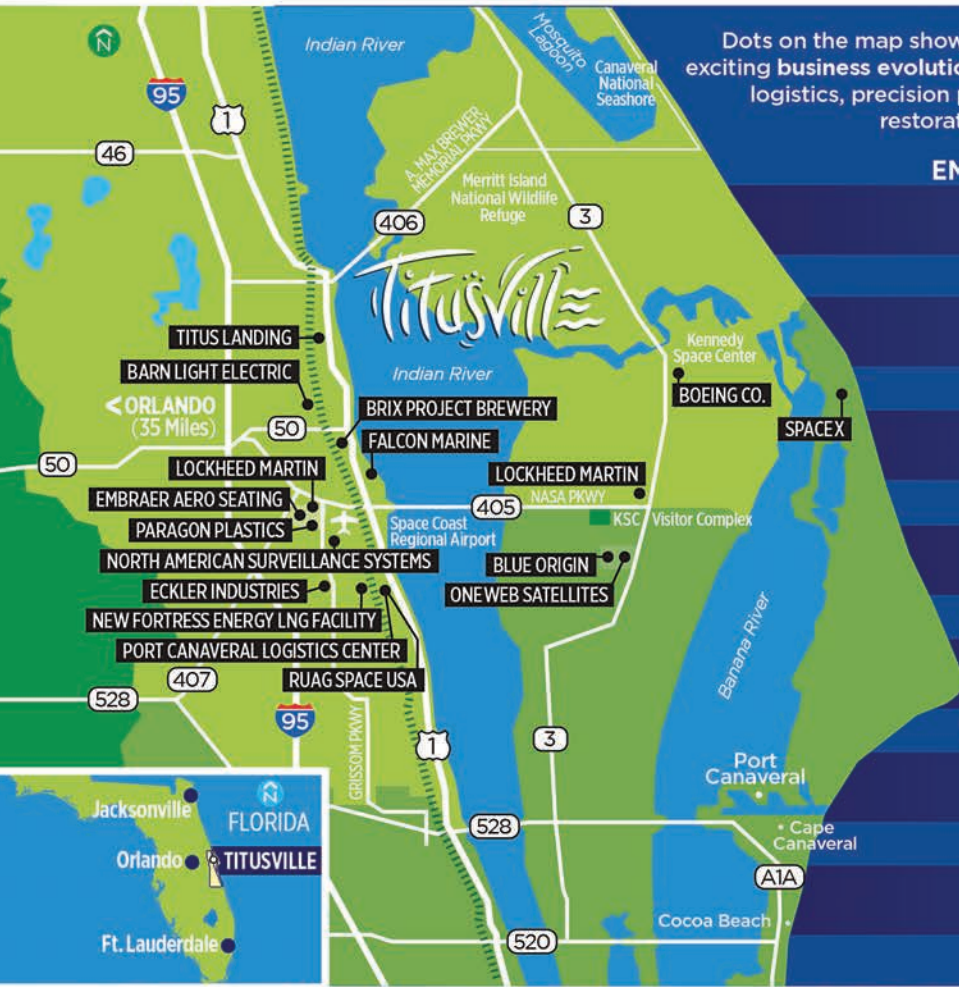 Dots on the map show
exciting business evolutio
logistics, precision p
restorat
EN
N
Indian River
Mosquito
Lagoon
Canaveral
National
Seashore
95
1
46
A. MAX BREWER
MEMORIAL PKWY
Merritt Island
National Wildlife
Refuge
406
3
Titusville
TITUS LANDING
Kennedy
Space Center
BARN LIGHT ELECTRIC
Indian River
BOEING CO.
< ORLANDO
(35 Miles)
BRIX PROJECT BREWERY
50
SPACEX
FALCON MARINE
50
LOCKHEED MARTIN
LOCKHEED MARTIN
EMBRAER AERO SEATING
NASA PKWY
405
PARAGON PLASTICS
Space Coast
Regional Airport
KSC Visitor Complex
NORTH AMERICAN SURVEILLANCE SYSTEMS
BLUE ORIGIN
ECKLER INDUSTRIES
ONEWEB SATELLITES
NEW FORTRESS ENERGY LNG FACILITY
PORT CANAVERAL LOGISTICS CENTER
RUAG SPACE USA
Banana River
407
528
95
GRISSOM PKWY
1
3
Port
Canaveral
528
Cape
Canaveral
A1A
Cocoa Beach
520
N
Jacksonville
FLORIDA
Orlando
TITUSVILLE
Ft. Lauderdale